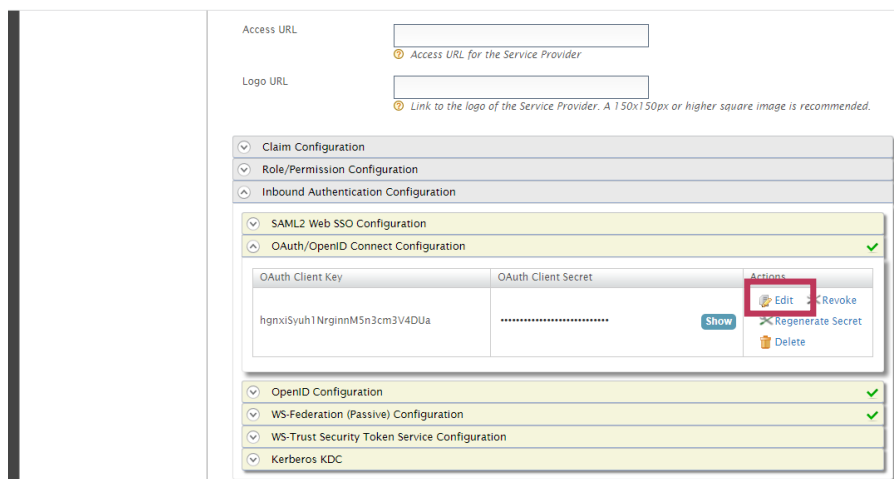 Access URL
Access URL for the Service Provider
Logo URL
Link to the logo of the Service Provider. A 150x150px or higher square image is recommended.
Claim Configuration
Role/Permission Configuration
Inbound Authentication Configuration
SAML2 Web SSO Configuration
OAuth/OpenID Connect Configuration
OAuth Client Key OAuth Client Secret Actions
Edit Revoke
hgnxiSyuh1NrginnM5n3cm3V4DUa •••••••••••••••••••••••••••• Show Regenerate Secret
Delete
OpenID Configuration
WS-Federation (Passive) Configuration
WS-Trust Security Token Service Configuration
Kerberos KDC